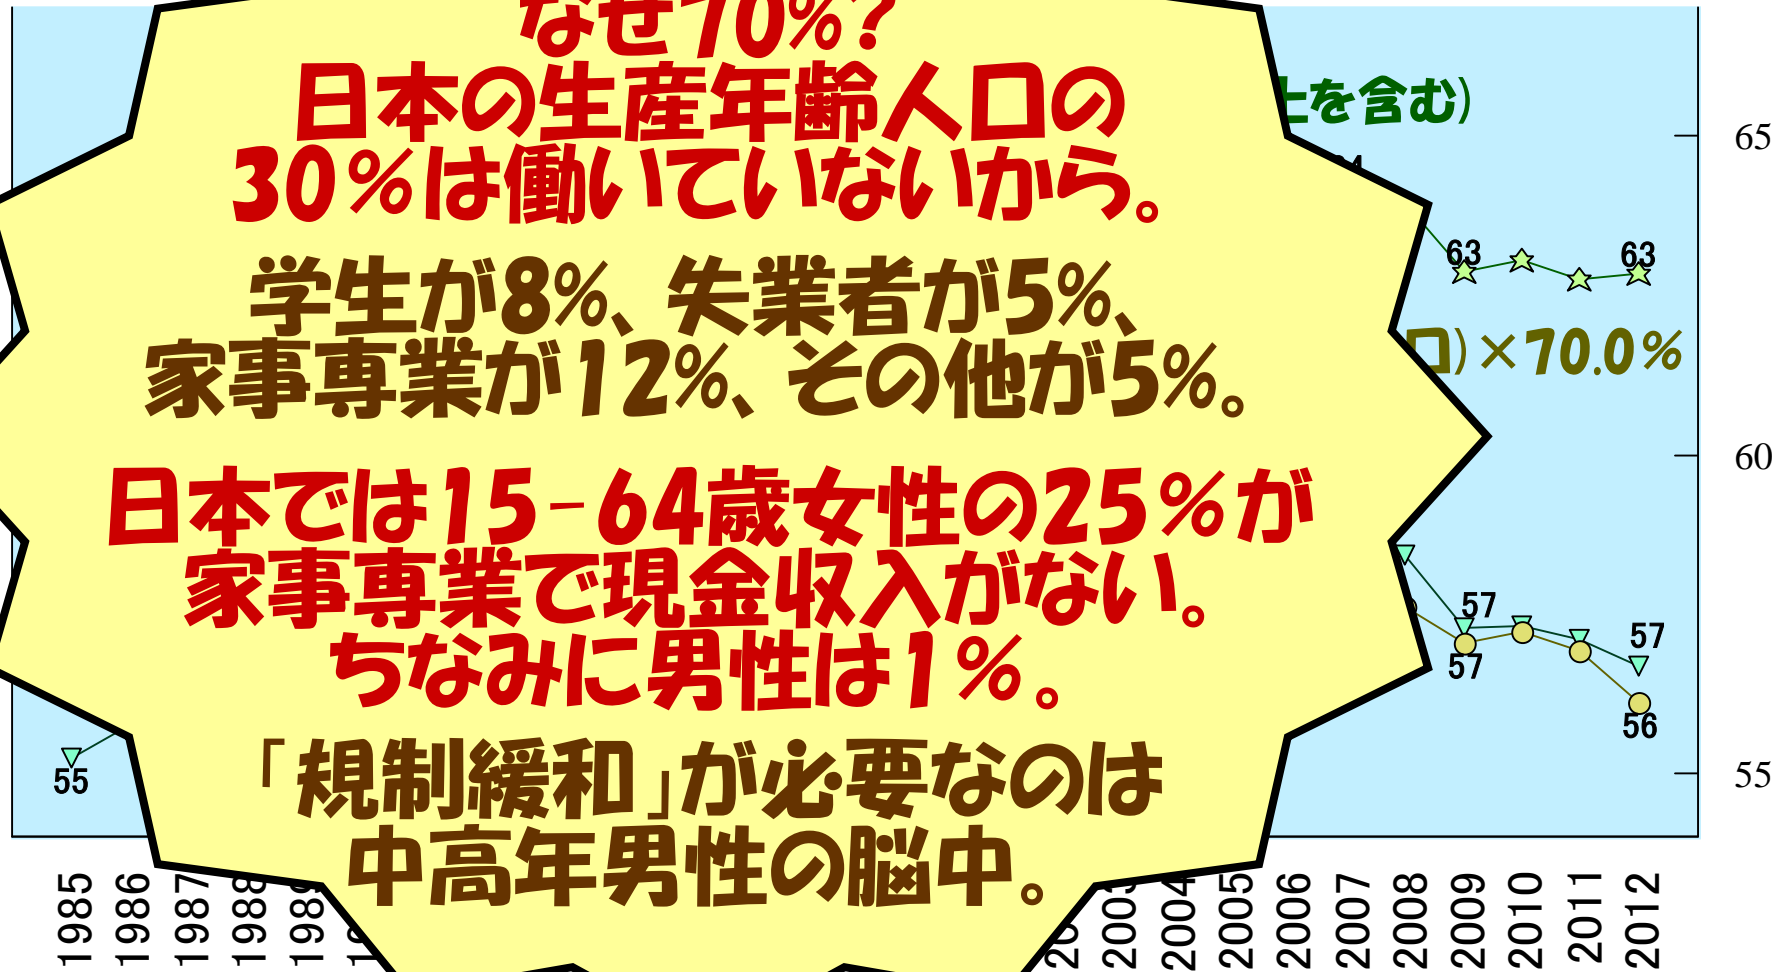 なぜ70%?
日本の生産年齢人口の
30%は働いていないから。
学生が8%、失業者が5%、
家事専業が12%、その他が5%。
日本では15-64歳女性の25%が
家事専業で現金収入がない。
ちなみに男性は1%。
「規制緩和」が必要なのは
中高年男性の脳中。
を含む)
65
63
63
口)×70.0%
60
57
57
57
56
55
55
1985
1986
1987
1988
2003
2004
2005
2006
2007
2008
2009
2010
2011
2012